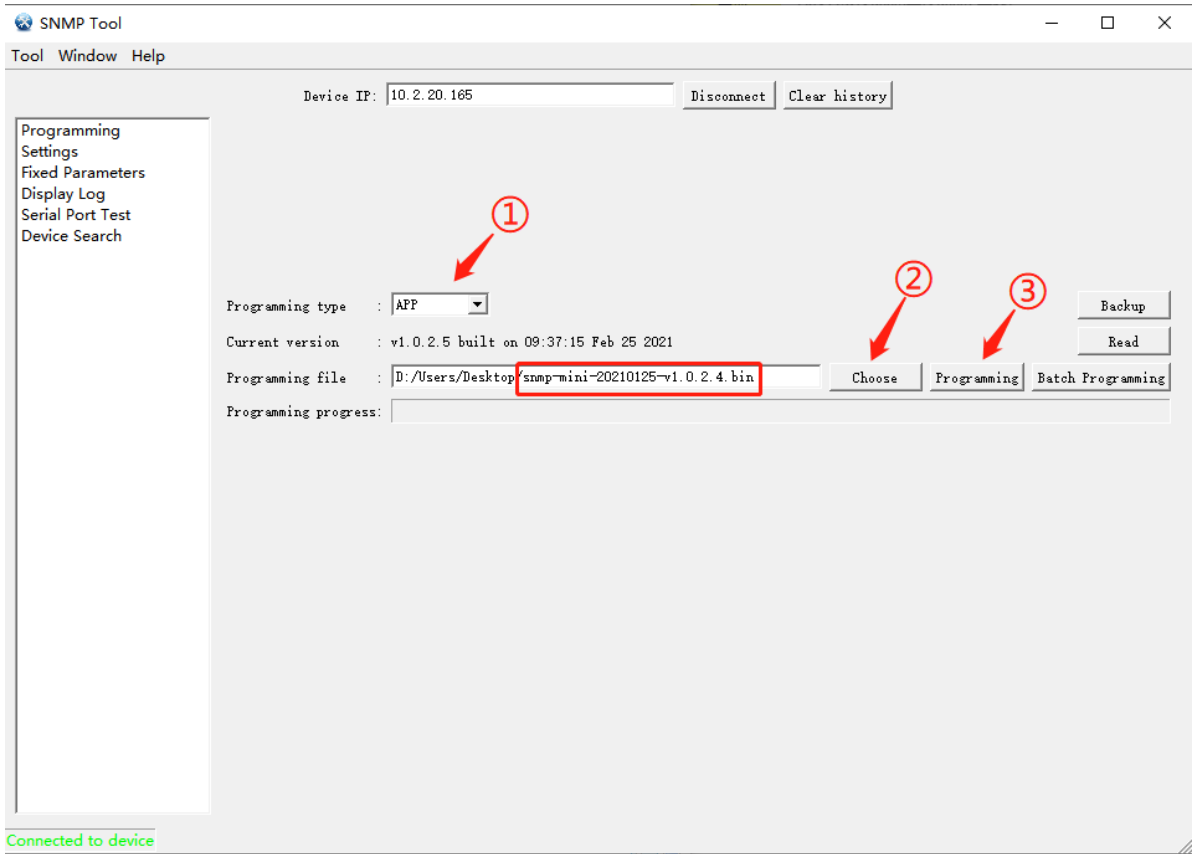 SNMP Tool
Tool Window Help
Device IP: 10.2.20.165 Disconnect Clear history
Programming
Settings
Fixed Parameters
Display Log
Serial Port Test
Device Search
①
②
③
Programming type : APP Backup
Current version : v1.0.2.5 built on 09:37:15 Feb 25 2021 Read
Programming file : D:/Users/Desktop/snmp-mini-20210125-v1.0.2.4.bin Choose Programming Batch Programming
Programming progress:
Connected to device